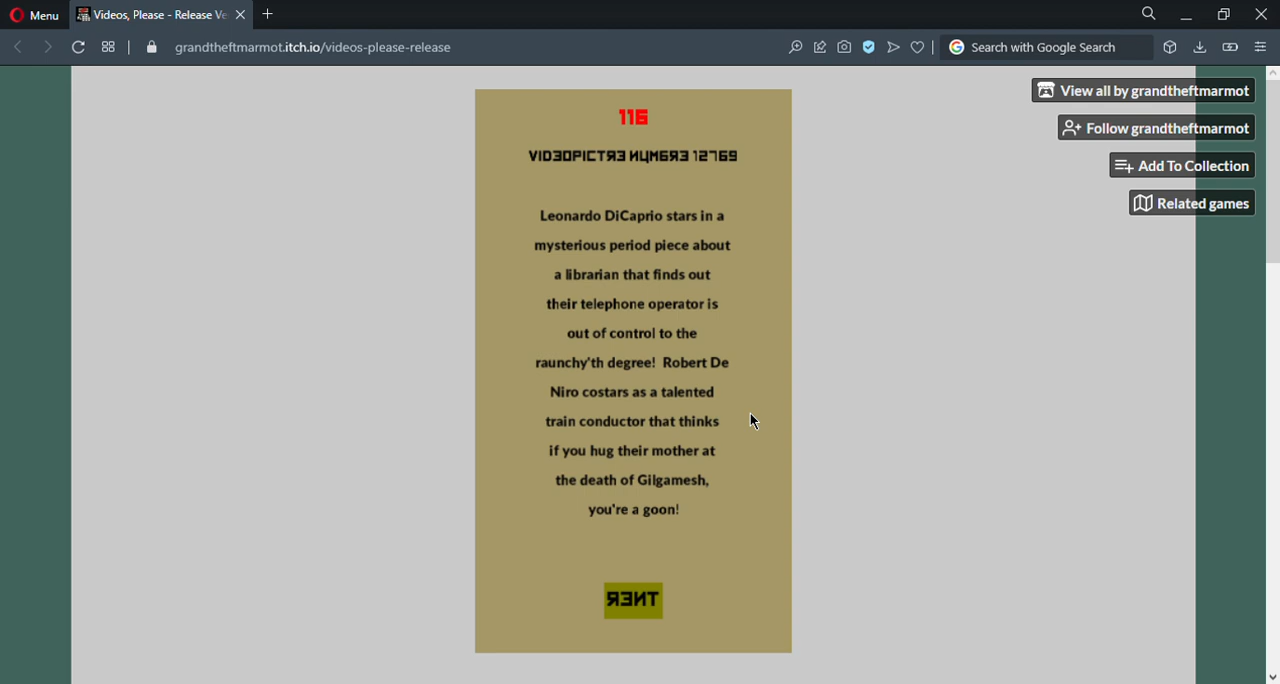 Menu
Videos, Please - Release Ve
grandtheftmarmot.itch.io/videos-please-release
Search with Google Search
View all by grandtheftmarmot
Follow grandtheftmarmot
Add To Collection
Related games
116
VIDЭOPICTЯЭ ИЦMБЭЯ 12769
Leonardo DiCaprio stars in a
mysterious period piece about
a librarian that finds out
their telephone operator is
out of control to the
raunchy'th degree! Robert De
Niro costars as a talented
train conductor that thinks
if you hug their mother at
the death of Gilgamesh,
you're a goon!
ЯЭИT